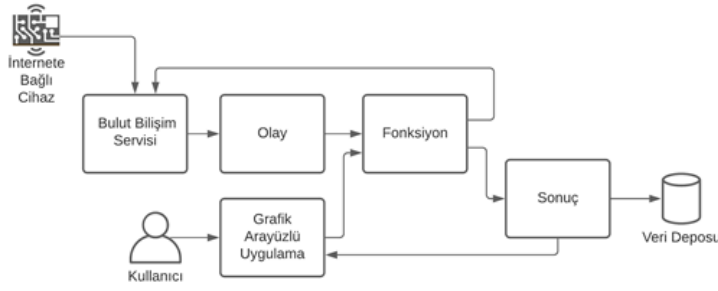 İnternete
Bağlı
Cihaz
Bulut Bilişim
Servisi
Olay
Fonksiyon
Sonuç
Veri Deposu
Grafik
Arayüzlü
Uygulama
Kullanıcı